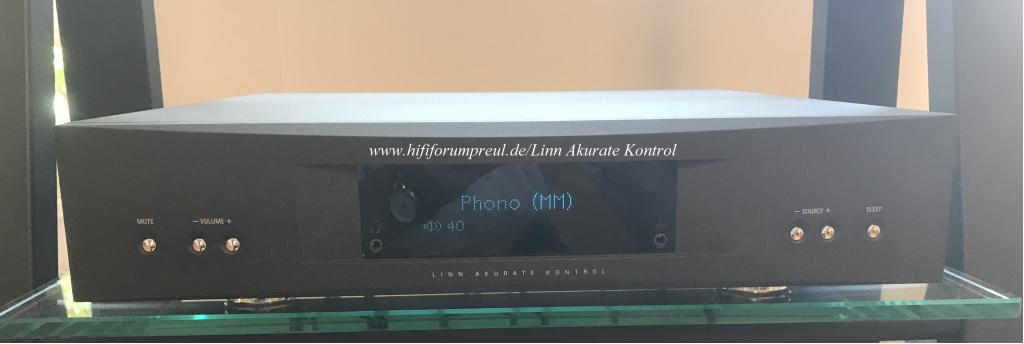 www.hififorumpreul.de/Linn Akurate Kontrol
Phono (MM)
40
MUTE
– VOLUME +
– SOURCE +
SLEEP
LINN AKURATE KONTROL